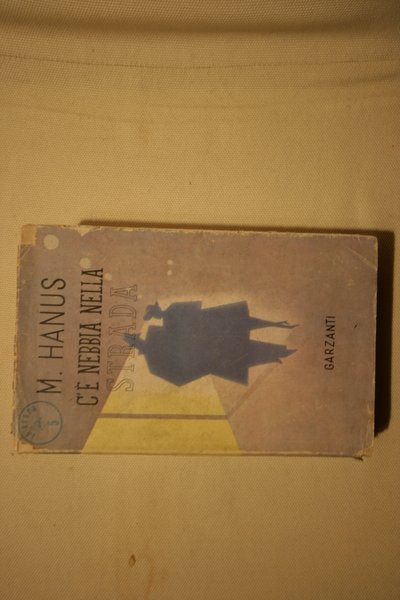 M. HANUS
C'È NEBBIA NELLA
STRADA
GARZANTI